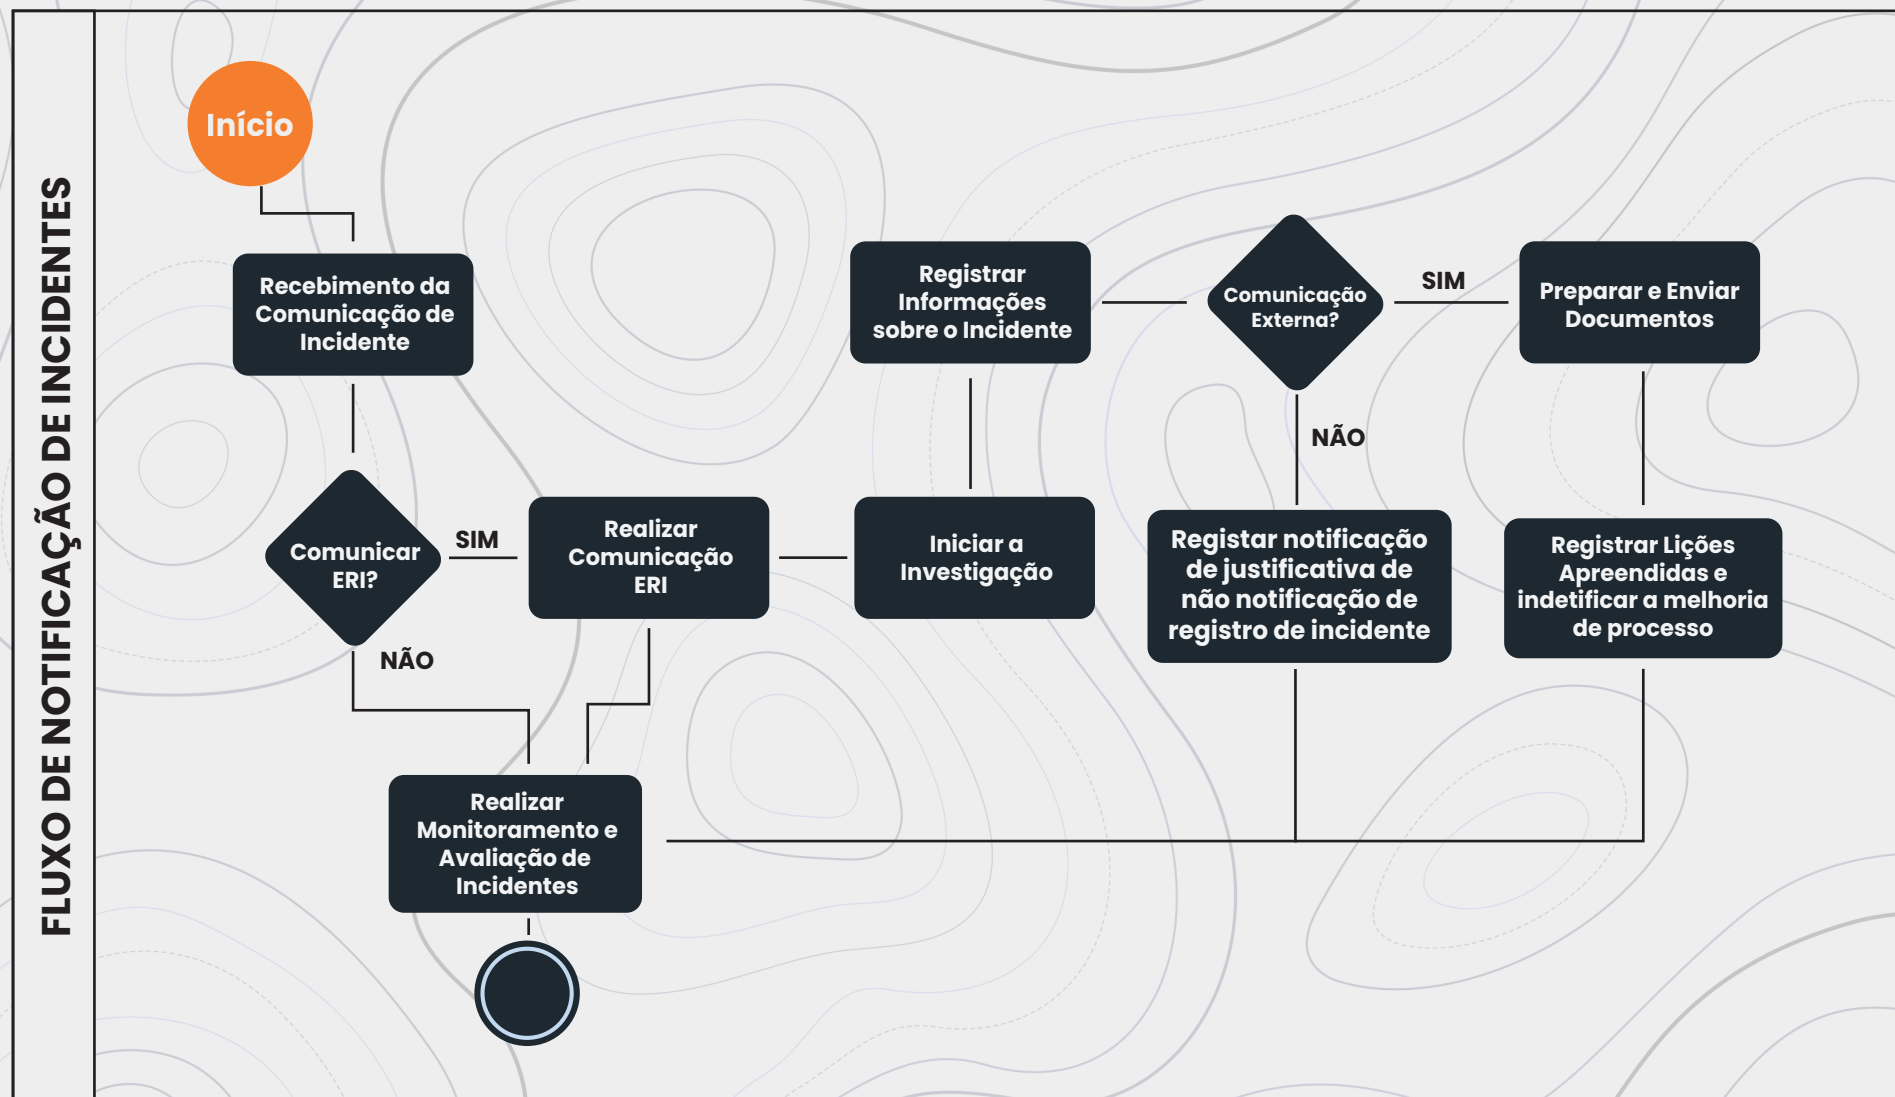 FLUXO DE NOTIFICAÇÃO DE INCIDENTES
Início
Recebimento da
Comunicação de
Incidente
Comunicar
ERI?
SIM
NÃO
Realizar
Comunicação
ERI
Iniciar a
Investigação
Registrar
Informações
sobre o Incidente
Comunicação
Externa?
SIM
NÃO
Preparar e Enviar
Documentos
Registar notificação
de justificativa de
não notificação de
registro de incidente
Registrar Lições
Apreendidas e
indetificar a melhoria
de processo
Realizar
Monitoramento e
Avaliação de
Incidentes